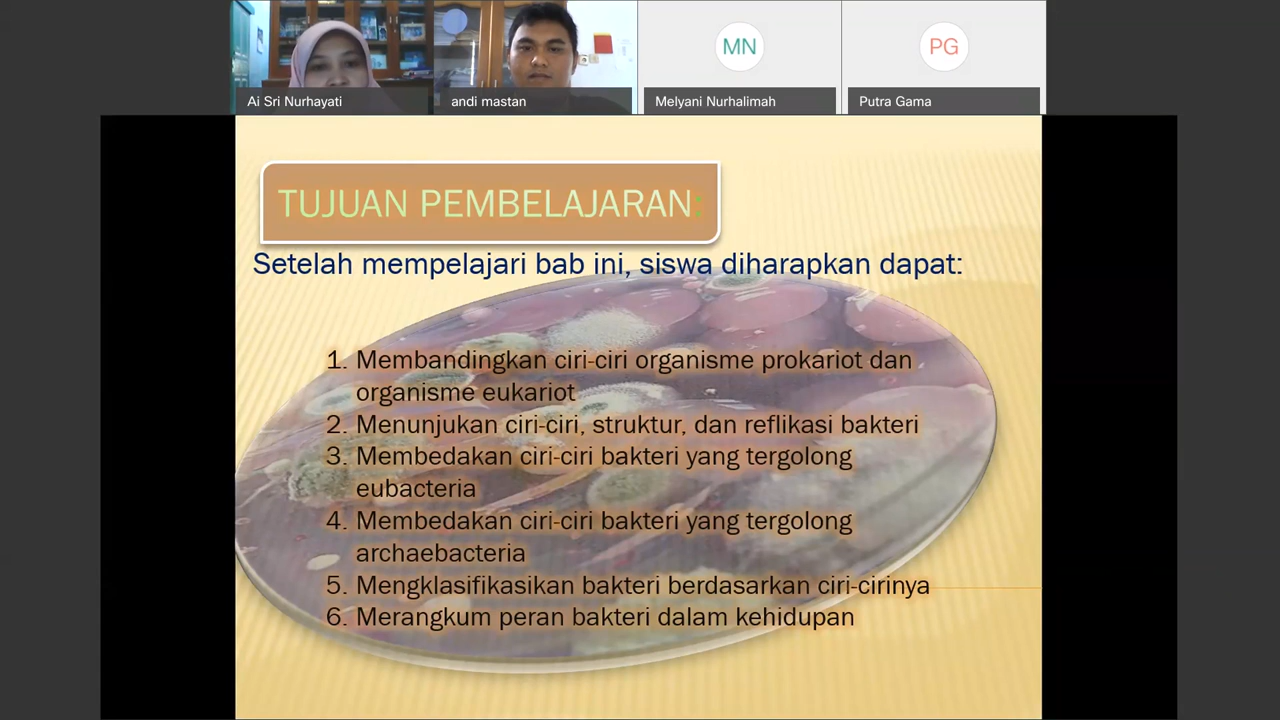 MN
PG
Ai Sri Nurhayati
andi mastan
Melyani Nurhalimah
Putra Gama
TUJUAN PEMBELAJARAN:
Setelah mempelajari bab ini, siswa diharapkan dapat:
1. Membandingkan ciri-ciri organisme prokariot dan
organisme eukariot
2. Menunjukan ciri-ciri, struktur, dan reflikasi bakteri
3. Membedakan ciri-ciri bakteri yang tergolong
eubacteria
4. Membedakan ciri-ciri bakteri yang tergolong
archaebacteria
5. Mengklasifikasikan bakteri berdasarkan ciri-cirinya
6. Merangkum peran bakteri dalam kehidupan